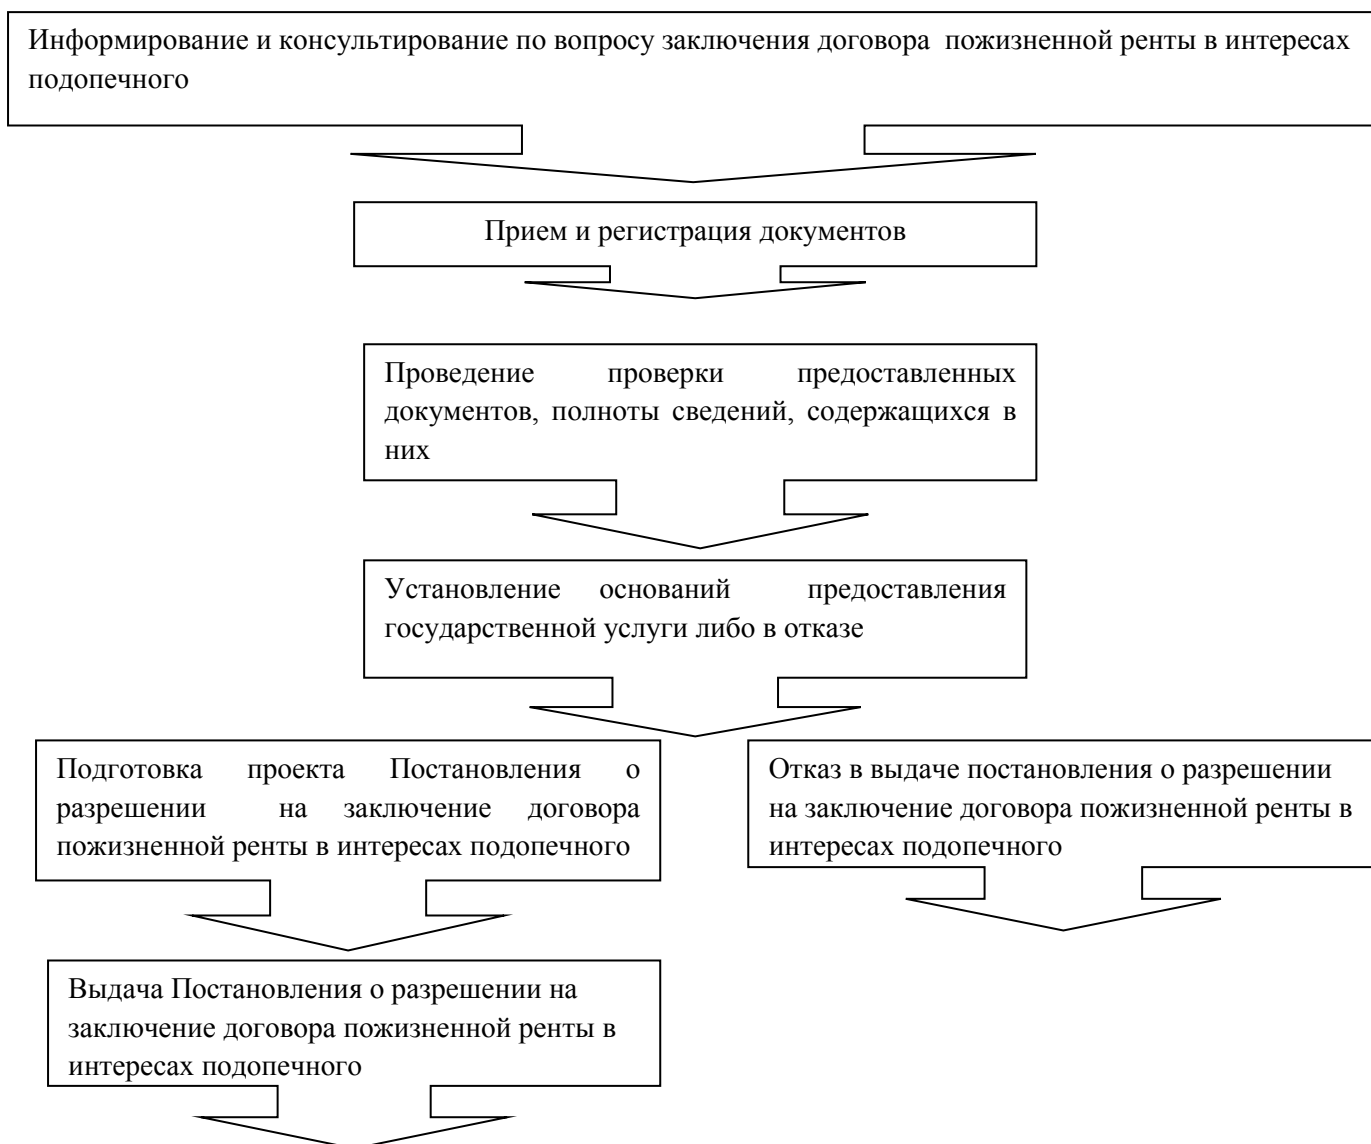 Информирование и консультирование по вопросу заключения договора пожизненной ренты в интересах
подопечного
Прием и регистрация документов
Проведение проверки предоставленных
документов, полноты сведений, содержащихся в
них
Установление оснований предоставления
государственной услуги либо в отказе
Подготовка проекта Постановления о
разрешении на заключение договора
пожизненной ренты в интересах подопечного
Отказ в выдаче постановления о разрешении
на заключение договора пожизненной ренты в
интересах подопечного
Выдача Постановления о разрешении на
заключение договора пожизненной ренты в
интересах подопечного